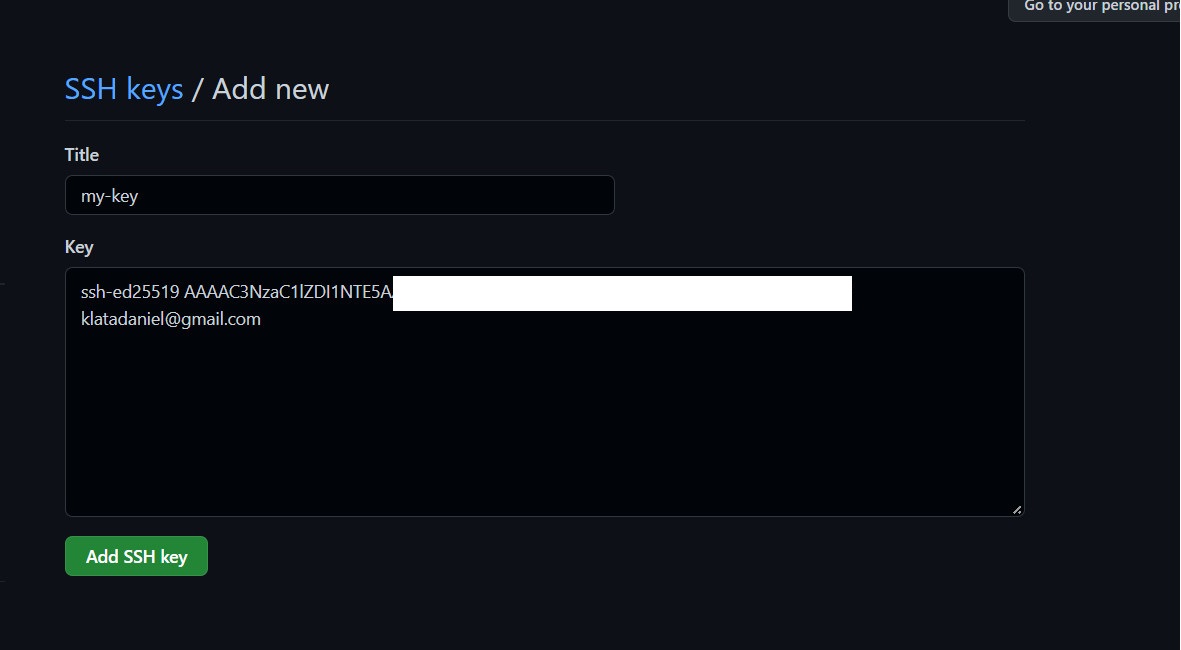 Go to your personal pr
SSH keys / Add new
Title
my-key
Key
ssh-ed25519 AAAAC3NzaC1lZDI1NTE5A
klatadaniel@gmail.com
Add SSH key